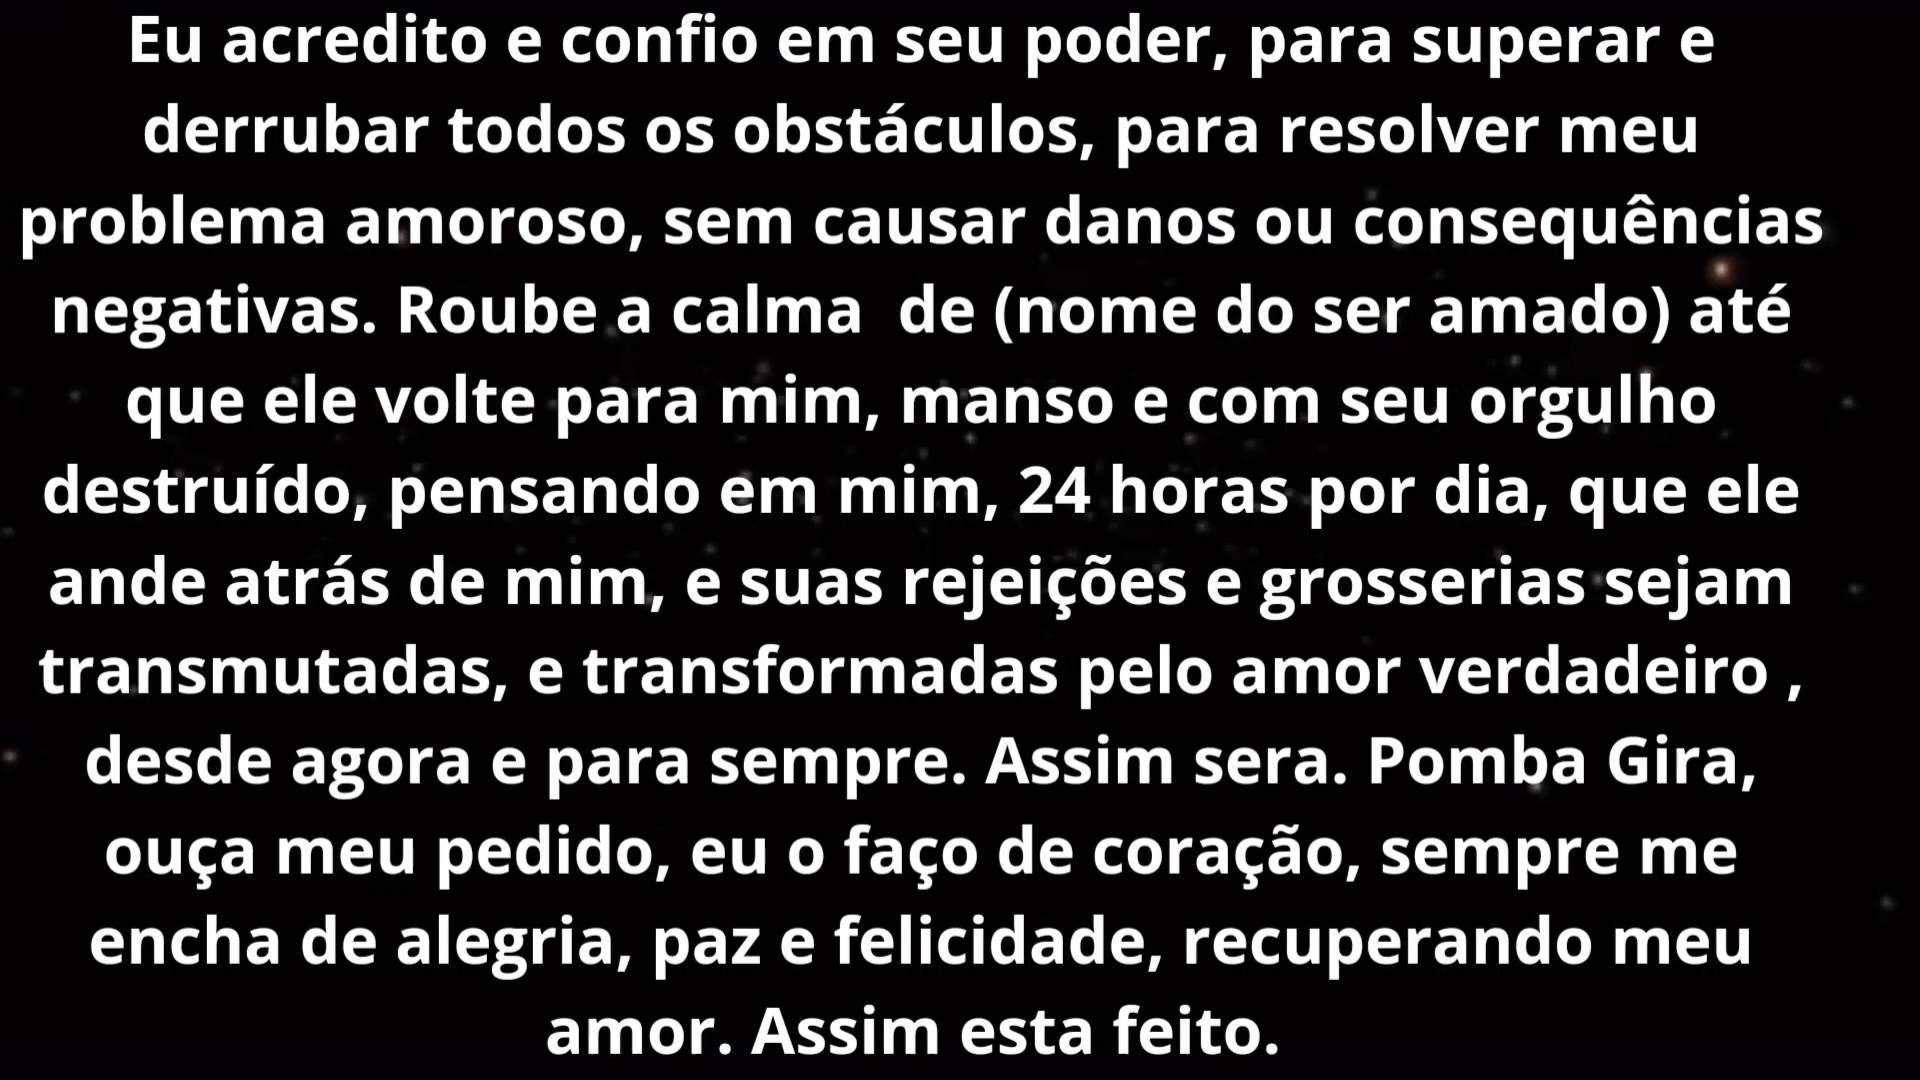 Eu acredito e confio em seu poder, para superar e
derrubar todos os obstáculos, para resolver meu
problema amoroso, sem causar danos ou consequências
negativas. Roube a calma  de (nome do ser amado) até
que ele volte para mim, manso e com seu orgulho
destruído, pensando em mim, 24 horas por dia, que ele
ande atrás de mim, e suas rejeições e grosserias sejam
transmutadas, e transformadas pelo amor verdadeiro ,
desde agora e para sempre. Assim sera. Pomba Gira,
ouça meu pedido, eu o faço de coração, sempre me
encha de alegria, paz e felicidade, recuperando meu
amor. Assim esta feito.